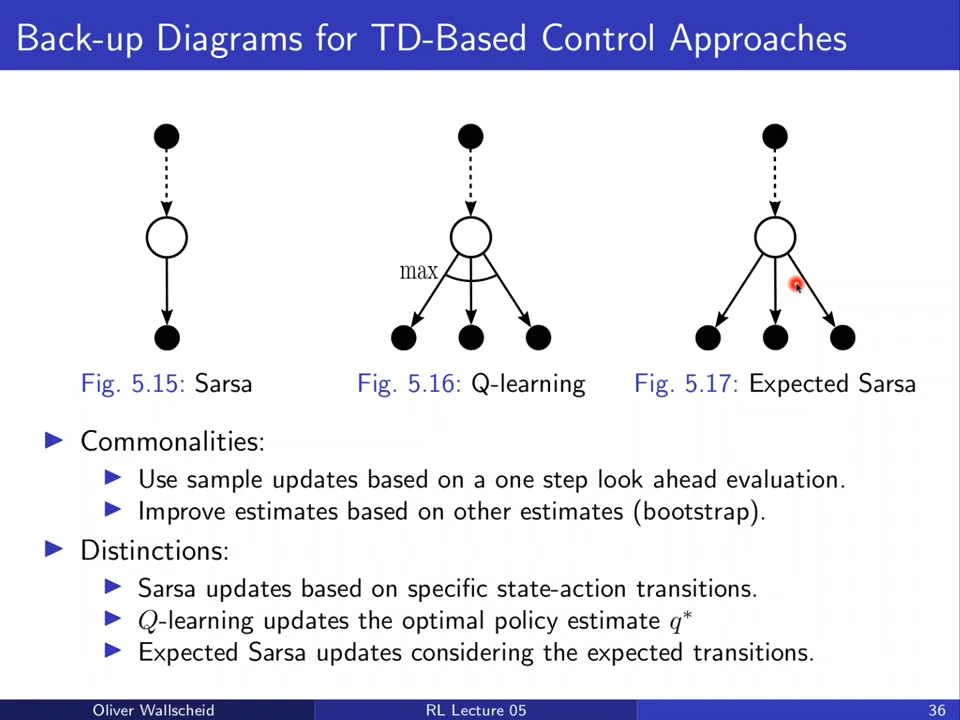 Back-up Diagrams for TD-Based Control Approaches
max
Fig. 5.15: Sarsa
Fig. 5.16: Q-learning
Fig. 5.17: Expected Sarsa
Commonalities:
Use sample updates based on a one step look ahead evaluation.
Improve estimates based on other estimates (bootstrap).
Distinctions:
Sarsa updates based on specific state-action transitions.
Q-learning updates the optimal policy estimate q*
Expected Sarsa updates considering the expected transitions.
Oliver Wallscheid
RL Lecture 05
36